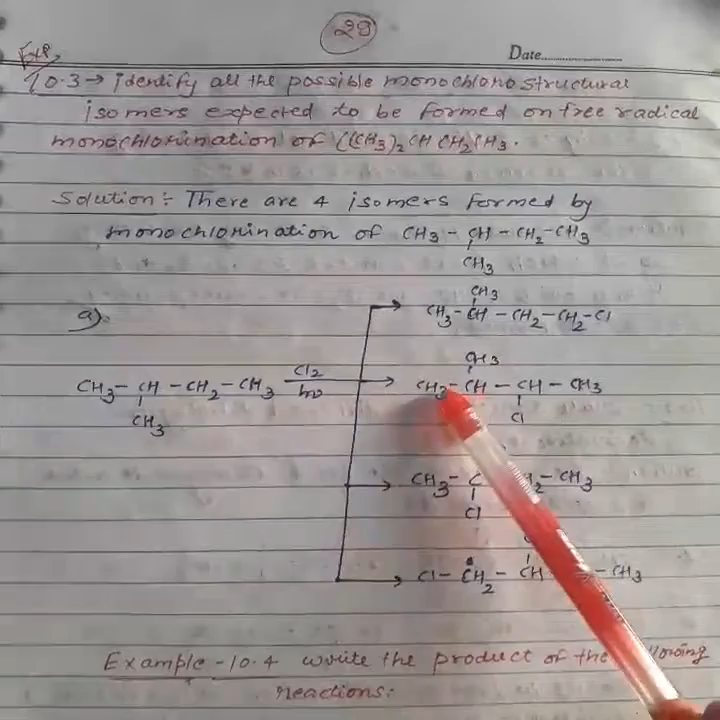 29
Exp.
Date
10.3→ identify all the possible monochloro structural
isomers expected to be formed on free radical
monochlorination of ((CH3)2CH CH2CH3.
Solution:- There are 4 isomers formed by
monochlorination of CH3 - CH - CH2 - CH3
CH3
CH3
a).
CH3 - CH - CH2 - CH2 - Cl
CH3
CH3 - CH - CH2 - CH3 Cl2 CH3 - CH - CH - CH3
hν
CH3
Cl
CH3 - C - CH3
Cl
Cl - CH2 - CH - CH3
Example - 10.4 write the product of the
reactions: